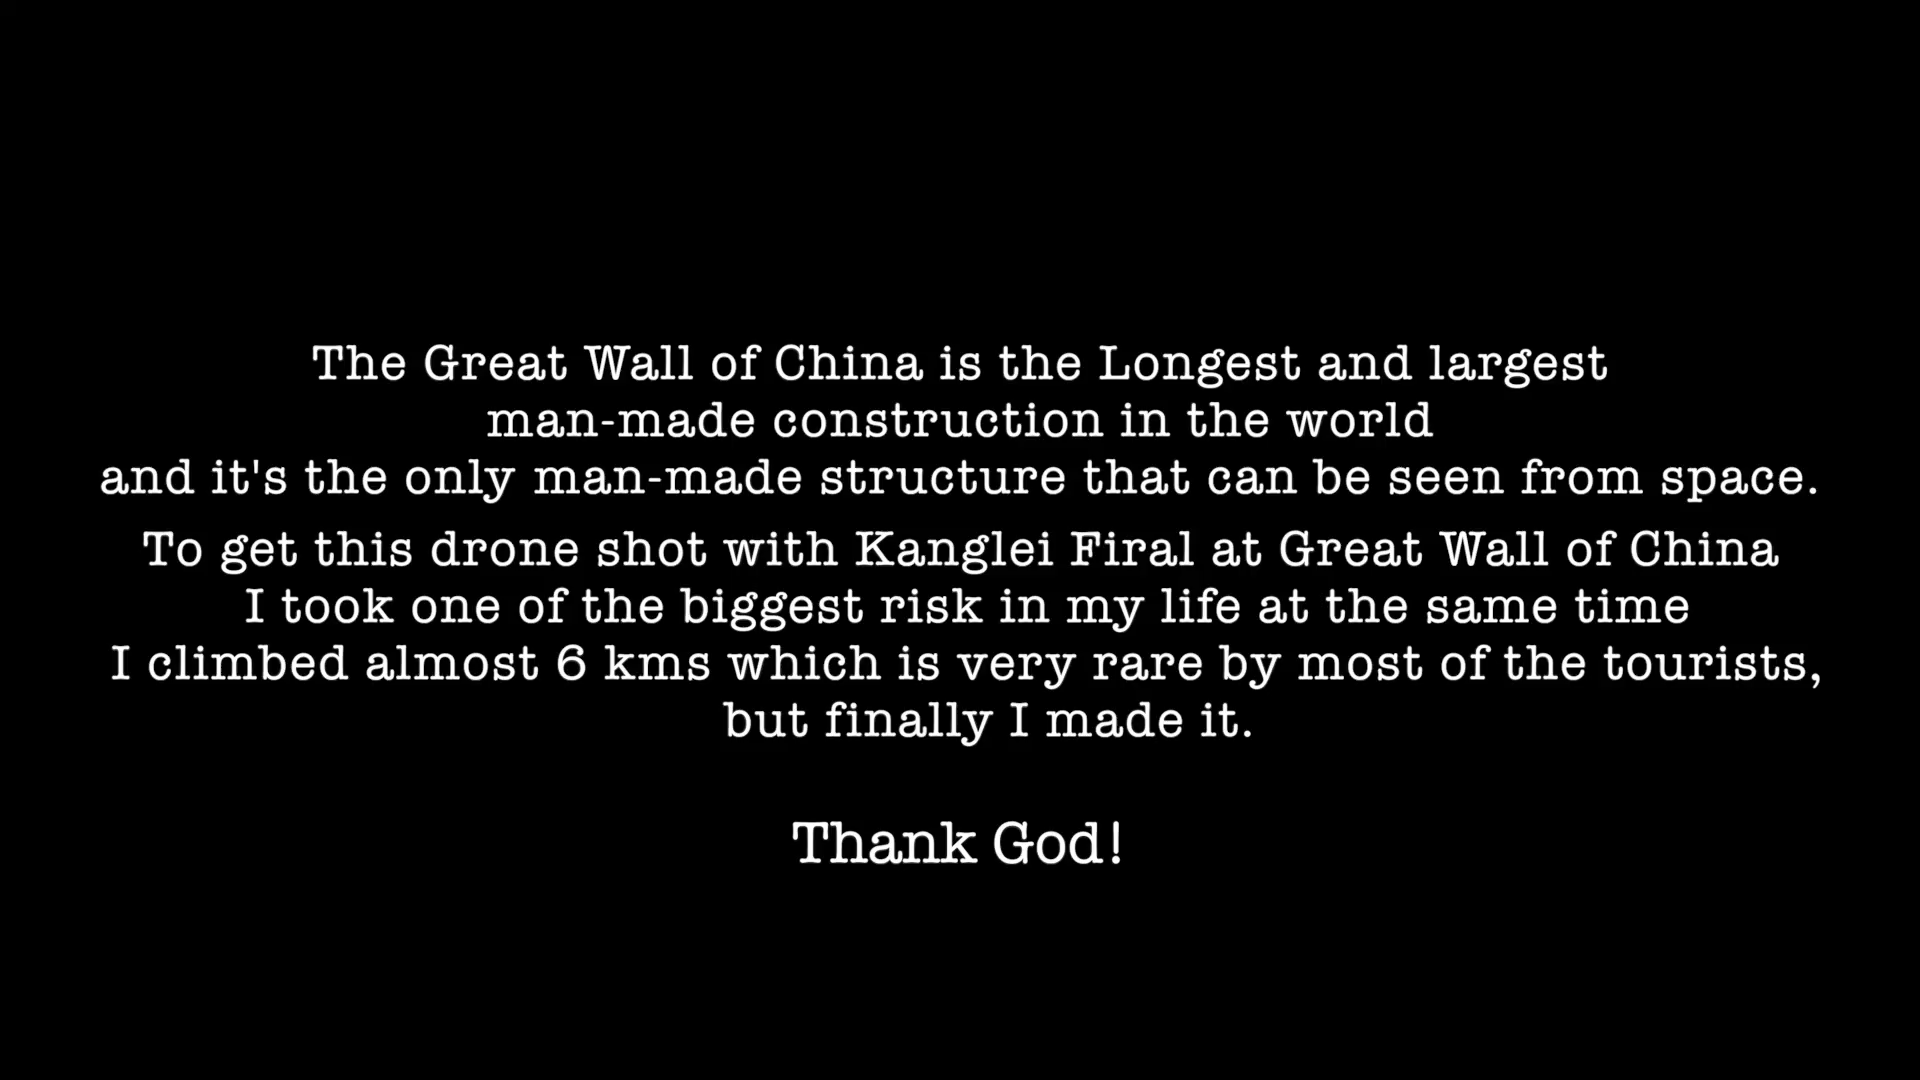 The Great Wall of China is the Longest and largest
man-made construction in the world
and it's the only man-made structure that can be seen from space.
To get this drone shot with Kanglei Firal at Great Wall of China
I took one of the biggest risk in my life at the same time
I climbed almost 6 kms which is very rare by most of the tourists,
but finally I made it.
Thank God!